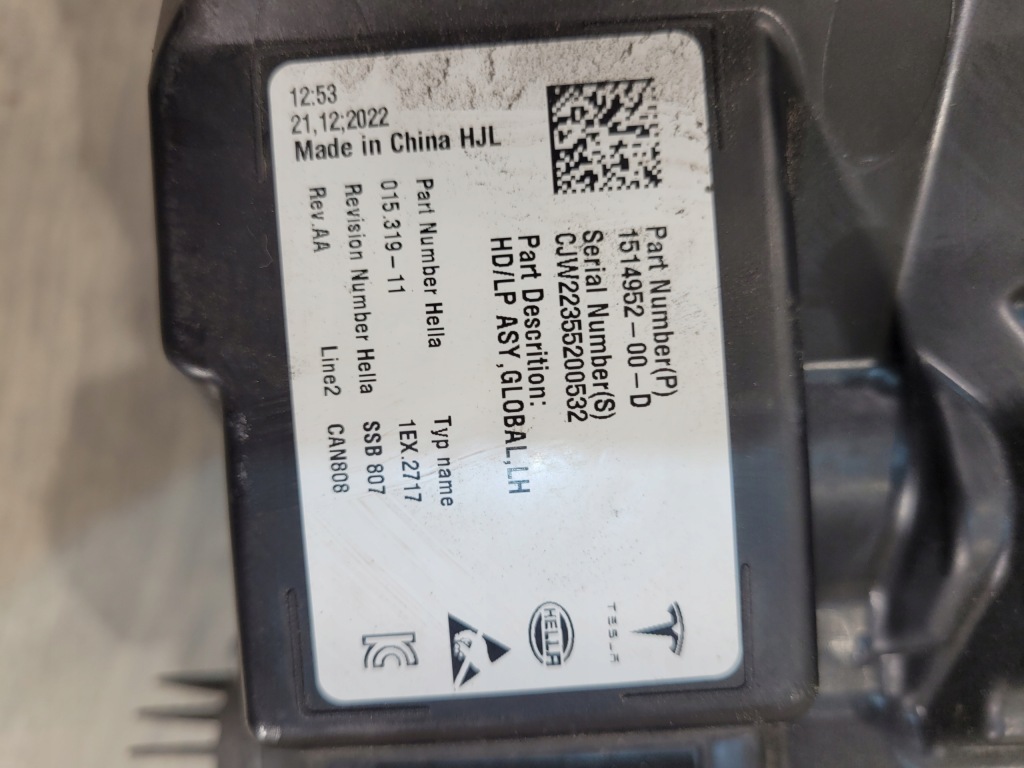 12:53
21,12,2022
Made in China HJL
Part Number(P)
1514952-00-D
Serial Number(S)
CJW22355200532
Part Descrition:
HD/LP ASY,GLOBAL,LH
Part Number Hella
015.319-11
Revision Number Hella
Rev.AA
Line2
Typ name
1EX.2717
SSB 807
CAN808
TESLA
HELLA